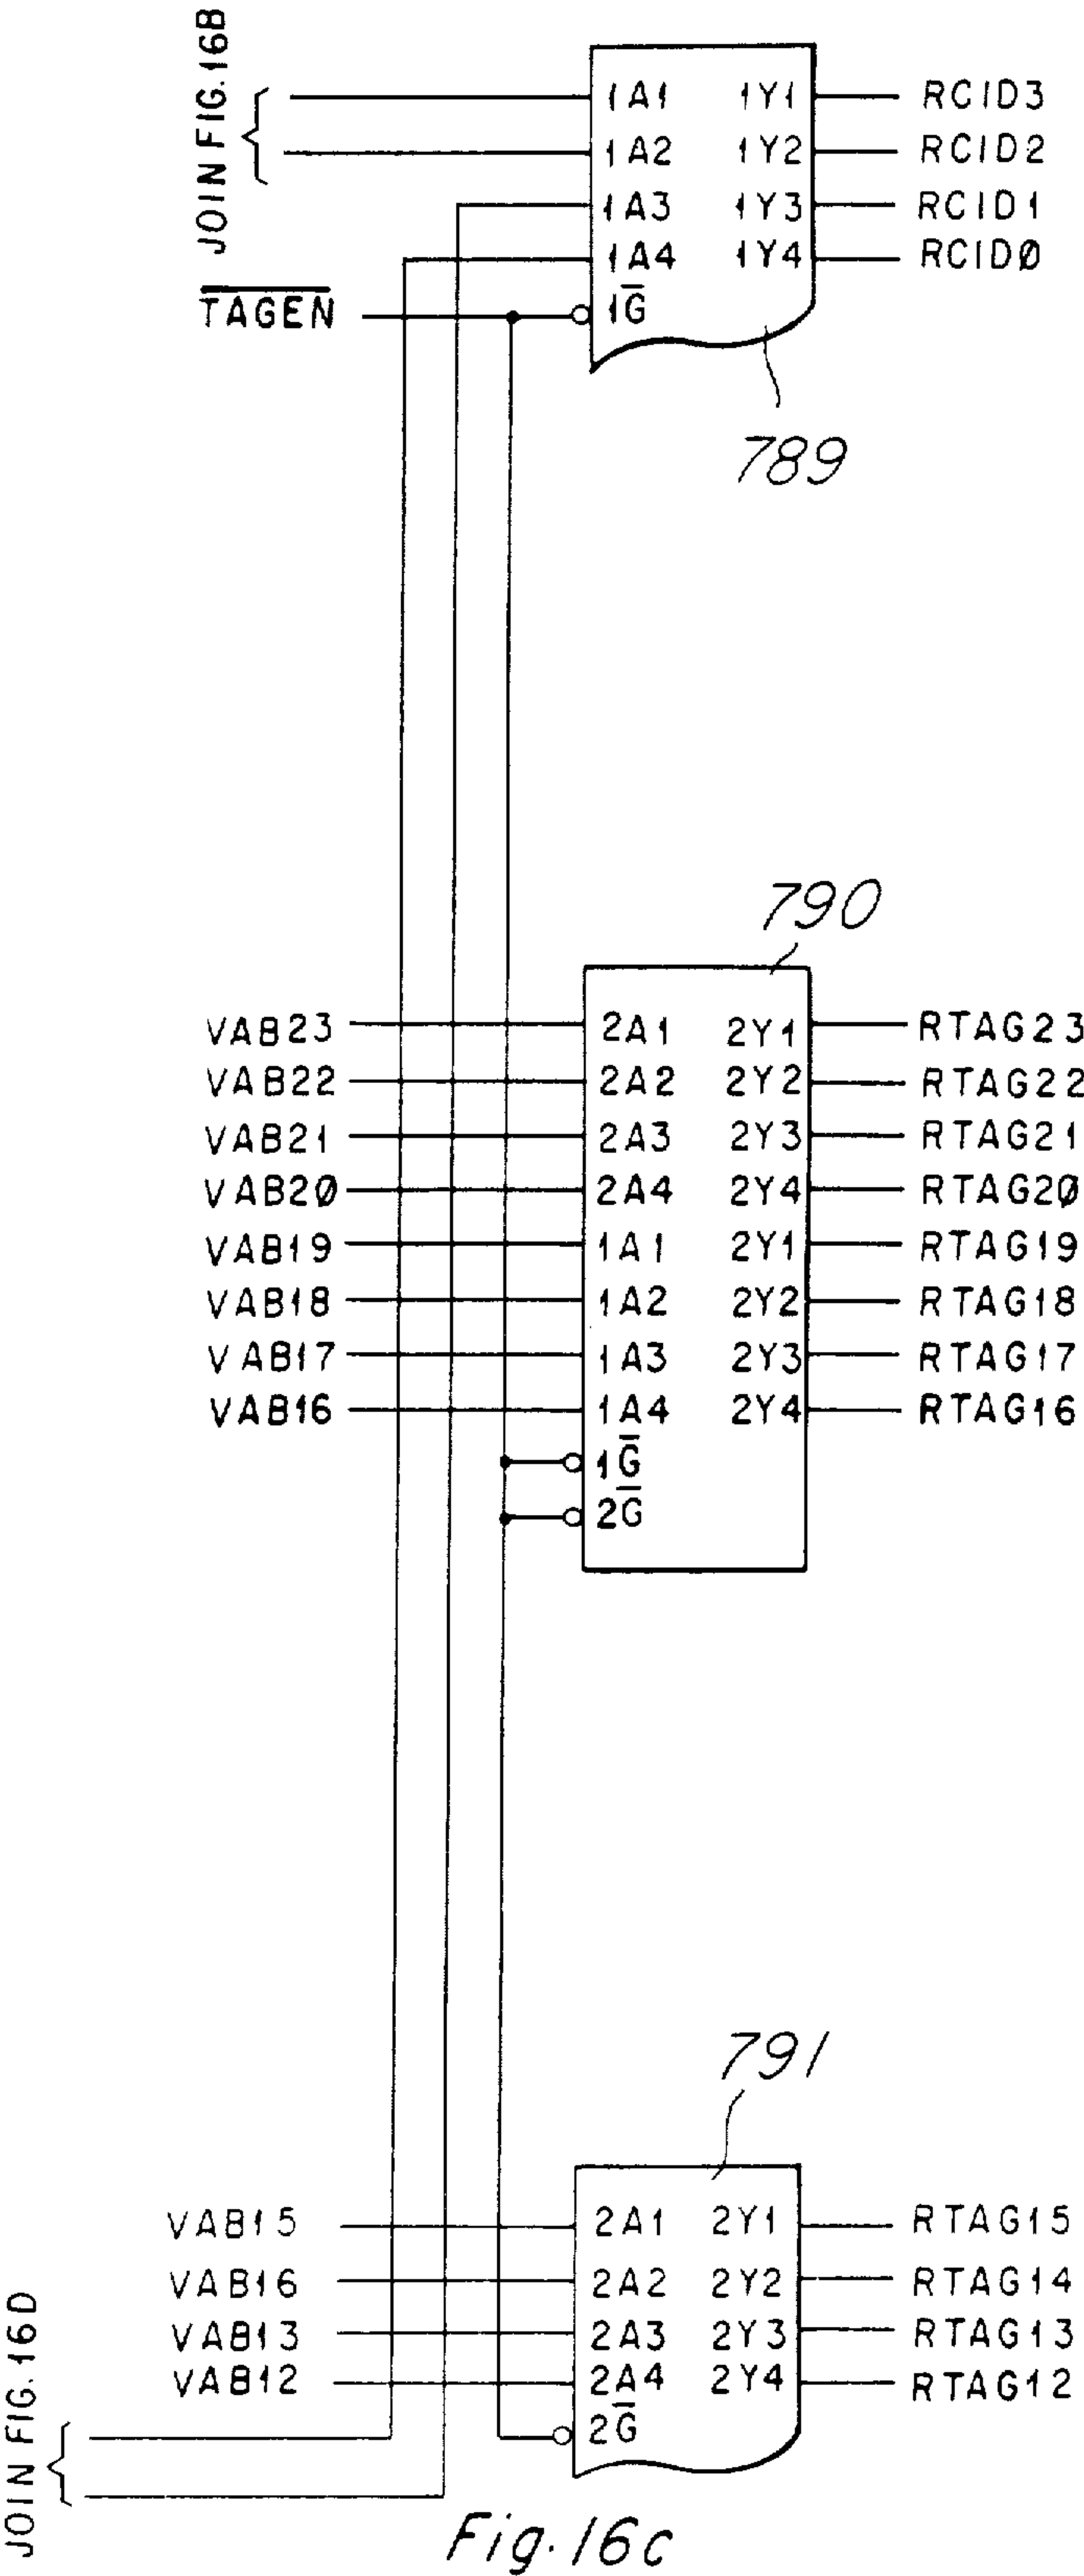 JOIN FIG.16B
1A1 1Y1 RCID3
1A2 1Y2 RCID2
1A3 1Y3 RCID1
1A4 1Y4 RCIDØ
T̅A̅G̅E̅N̅ 1G̅
789
790
VAB23 2A1 2Y1 RTAG23
VAB22 2A2 2Y2 RTAG22
VAB21 2A3 2Y3 RTAG21
VAB2Ø 2A4 2Y4 RTAG2Ø
VAB19 1A1 2Y1 RTAG19
VAB18 1A2 2Y2 RTAG18
VAB17 1A3 2Y3 RTAG17
VAB16 1A4 2Y4 RTAG16
1G̅
2G̅
791
VAB15 2A1 2Y1 RTAG15
VAB16 2A2 2Y2 RTAG14
VAB13 2A3 2Y3 RTAG13
VAB12 2A4 2Y4 RTAG12
2G̅
JOIN FIG.16D
Fig. 16c